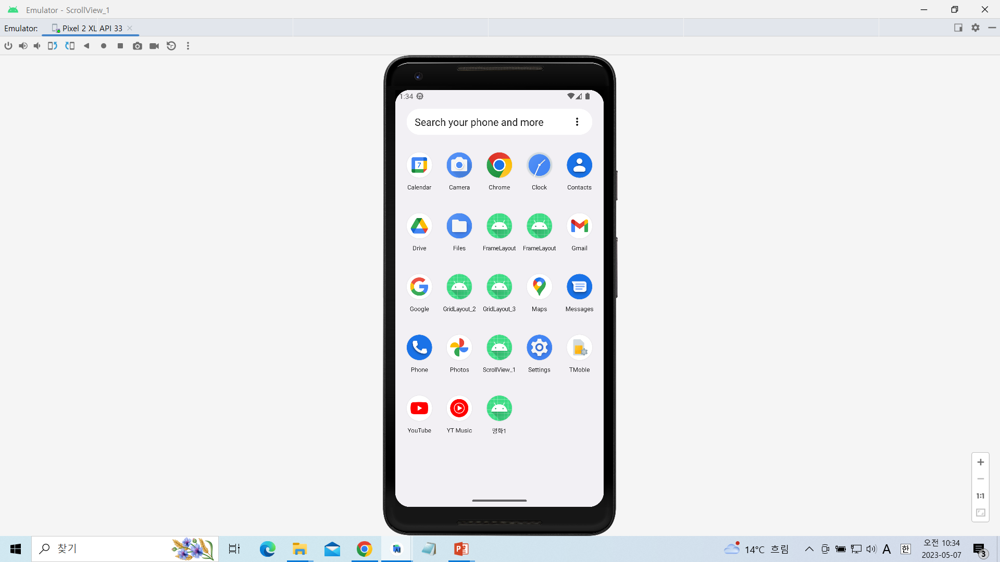 Emulator - ScrollView_1
Emulator: Pixel 2 XL API 33
1:34
Search your phone and more
7
Calendar Camera Chrome Clock Contacts
Drive Files FrameLayout FrameLayout Gmail
Google GridLayout_2 GridLayout_3 Maps Messages
Phone Photos ScrollView_1 Settings TMoble
YouTube YT Music 명화1
1:1
찾기
14°C 흐림
A 한
오전 10:34
2023-05-07
3